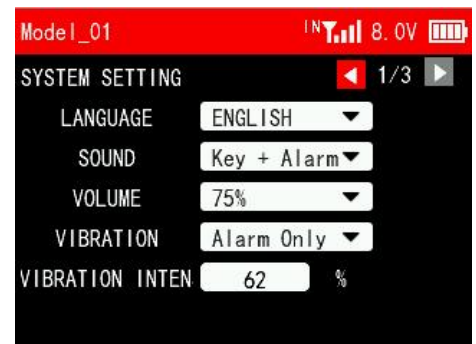 Model_01 IN 8.0V
SYSTEM SETTING 1/3
LANGUAGE ENGLISH
SOUND Key + Alarm
VOLUME 75%
VIBRATION Alarm Only
VIBRATION INTEN 62 %